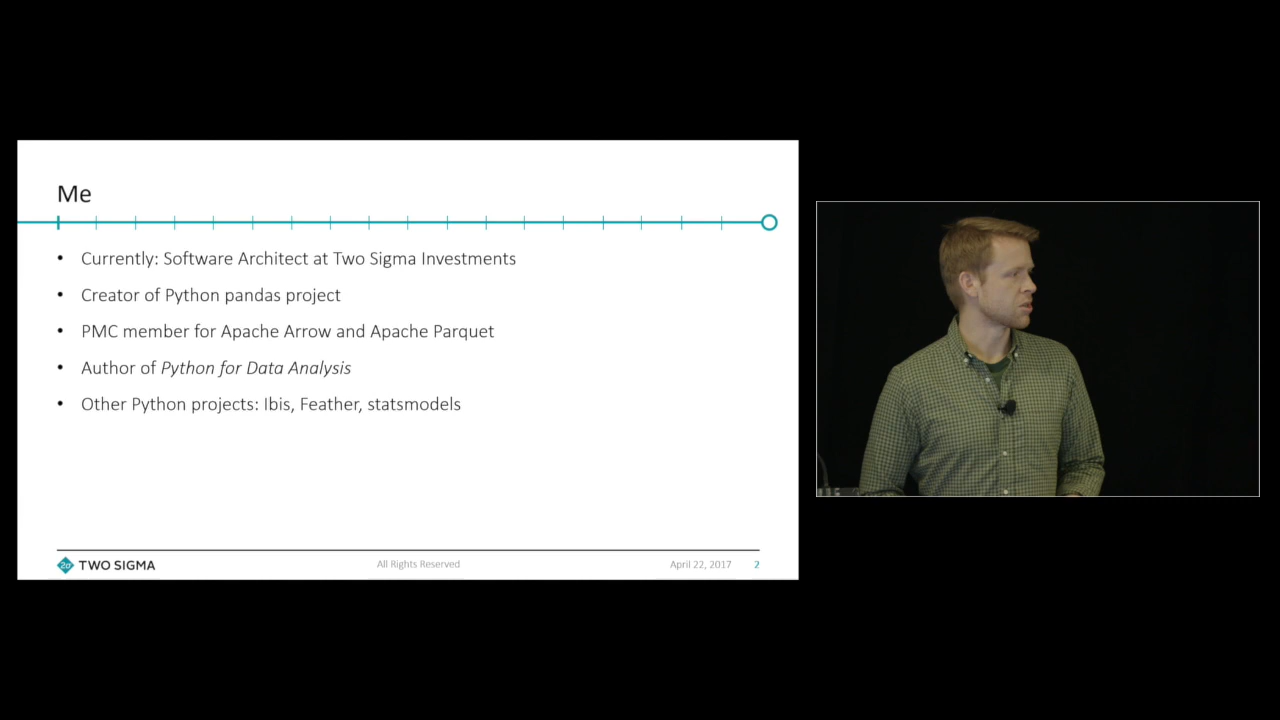 Me
• Currently: Software Architect at Two Sigma Investments
• Creator of Python pandas project
• PMC member for Apache Arrow and Apache Parquet
• Author of Python for Data Analysis
• Other Python projects: Ibis, Feather, statsmodels
2σ TWO SIGMA
All Rights Reserved
April 22, 2017 2